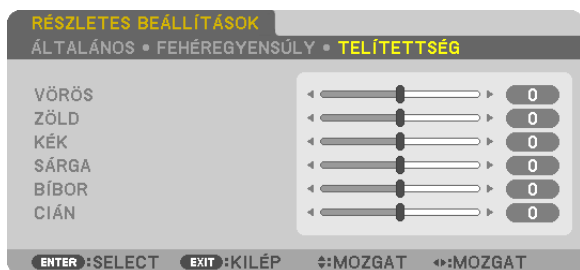 RÉSZLETES BEÁLLÍTÁSOK
ÁLTALÁNOS • FEHÉREGYENSÚLY • TELÍTETTSÉG
VÖRÖS 0
ZÖLD 0
KÉK 0
SÁRGA 0
BÍBOR 0
CIÁN 0
ENTER :SELECT EXIT :KILÉP :MOZGAT :MOZGAT